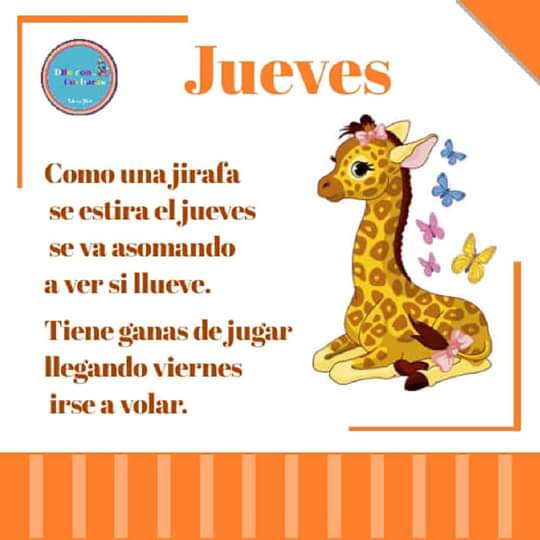 Jueves
Como una jirafa
se estira el jueves
se va asomando
a ver si llueve.
Tiene ganas de jugar
llegando viernes
irse a volar.